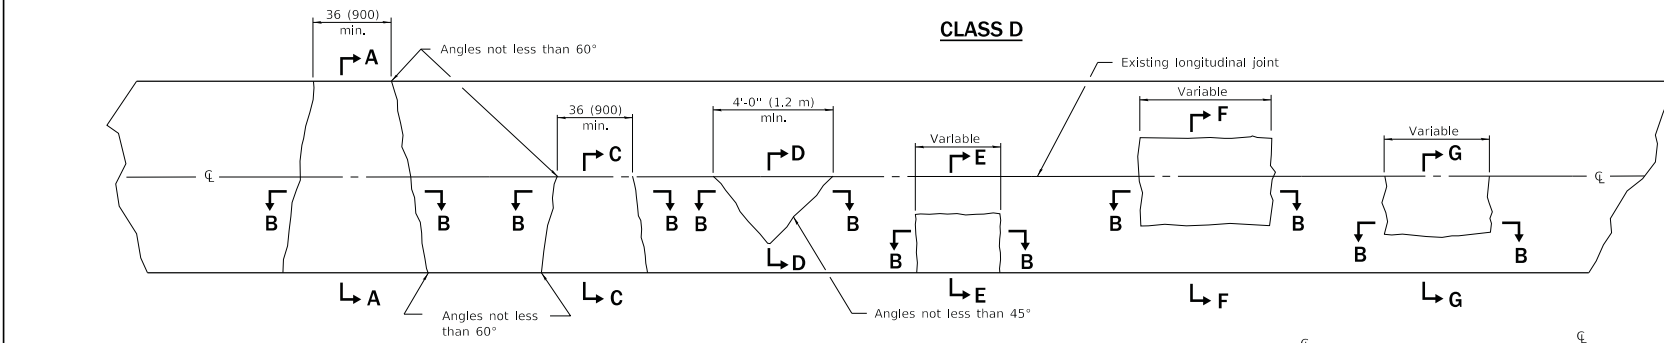 CLASS D
36 (900)
min.
A
Angles not less than 60°
Existing longitudinal joint
36 (900)
min.
4'-0" (1.2 m)
min.
Variable
Variable
Variable
C
D
E
F
G
℄
℄
B
B
B
B
B
B
B
B
B
B
B
B
A
C
D
E
F
G
Angles not less
than 60°
Angles not less than 45°
℄